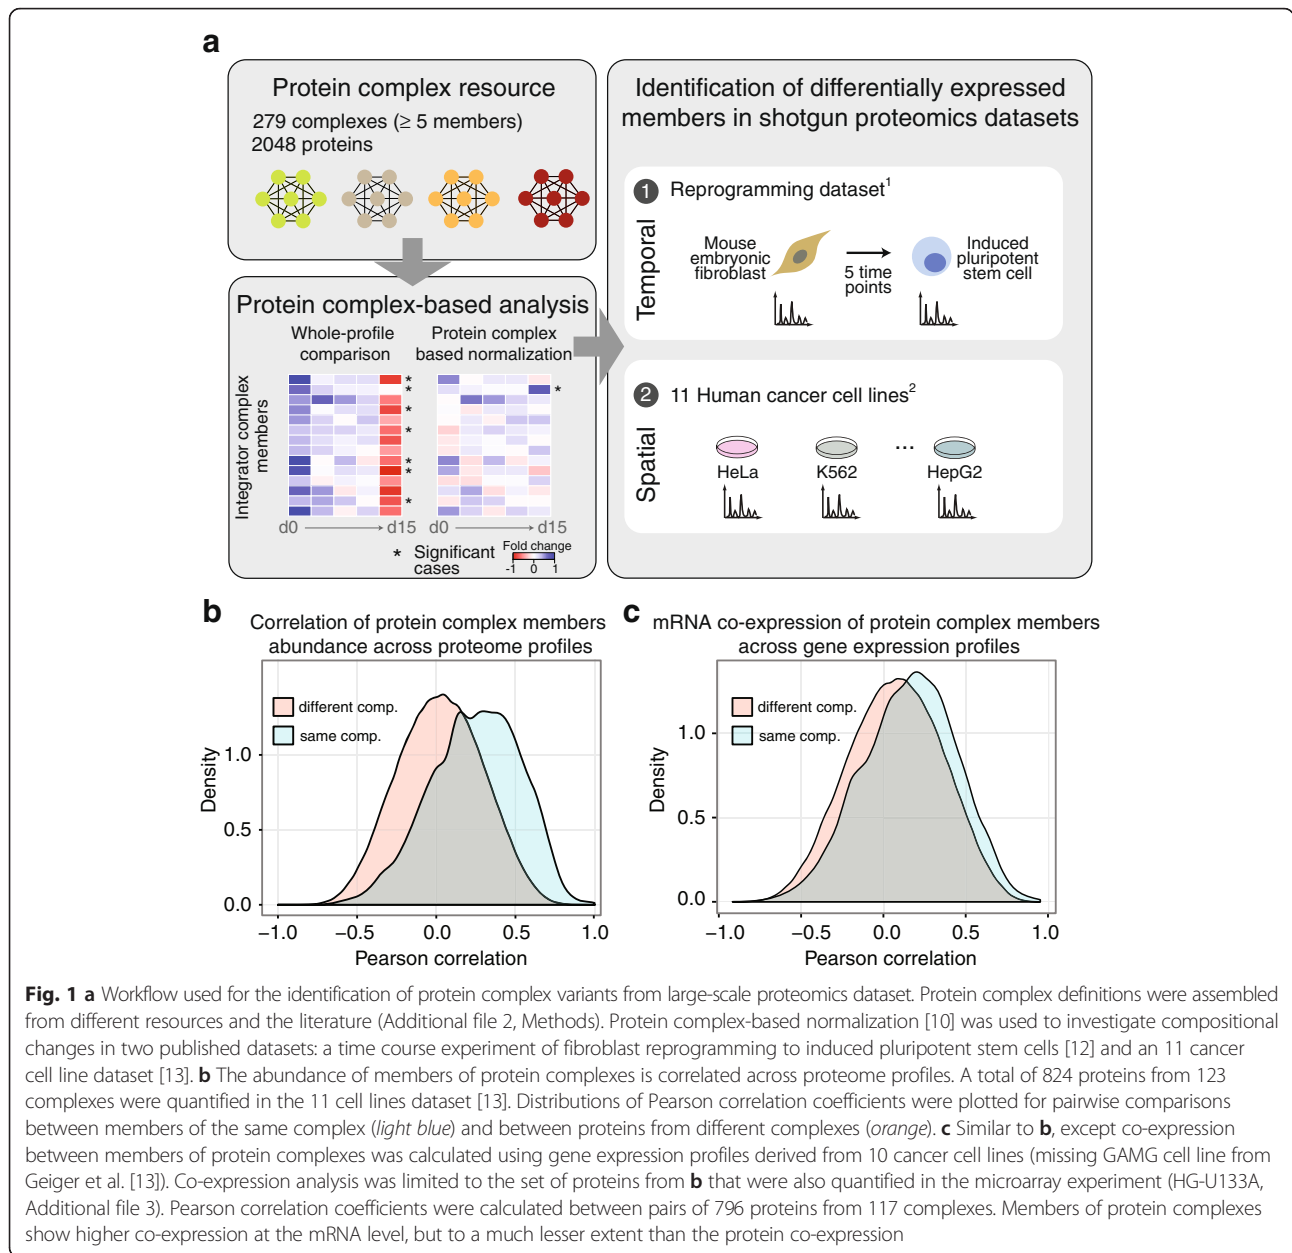 a
Protein complex resource
279 complexes (≥ 5 members)
2048 proteins
Protein complex-based analysis
Whole-profile
comparison
Protein complex
based normalization
Integrator complex
members
*
*
*
*
*
*
*
*
d0
d15
d0
d15
* Significant
cases
Fold change
-1 0 1
Identification of differentially expressed
members in shotgun proteomics datasets
Temporal
1 Reprogramming dataset1
Mouse
embryonic
fibroblast
5 time
points
Induced
pluripotent
stem cell
Spatial
2 11 Human cancer cell lines2
HeLa
K562
...
HepG2
b
Correlation of protein complex members
abundance across proteome profiles
different comp.
same comp.
Density
1.0
0.5
0.0
−1.0 −0.5 0.0 0.5 1.0
Pearson correlation
c
mRNA co-expression of protein complex members
across gene expression profiles
different comp.
same comp.
Density
1.0
0.5
0.0
−1.0 −0.5 0.0 0.5 1.0
Pearson correlation
Fig. 1 a Workflow used for the identification of protein complex variants from large-scale proteomics dataset. Protein complex definitions were assembled
from different resources and the literature (Additional file 2, Methods). Protein complex-based normalization [10] was used to investigate compositional
changes in two published datasets: a time course experiment of fibroblast reprogramming to induced pluripotent stem cells [12] and an 11 cancer
cell line dataset [13]. b The abundance of members of protein complexes is correlated across proteome profiles. A total of 824 proteins from 123
complexes were quantified in the 11 cell lines dataset [13]. Distributions of Pearson correlation coefficients were plotted for pairwise comparisons
between members of the same complex (light blue) and between proteins from different complexes (orange). c Similar to b, except co-expression
between members of protein complexes was calculated using gene expression profiles derived from 10 cancer cell lines (missing GAMG cell line from
Geiger et al. [13]). Co-expression analysis was limited to the set of proteins from b that were also quantified in the microarray experiment (HG-U133A,
Additional file 3). Pearson correlation coefficients were calculated between pairs of 796 proteins from 117 complexes. Members of protein complexes
show higher co-expression at the mRNA level, but to a much lesser extent than the protein co-expression